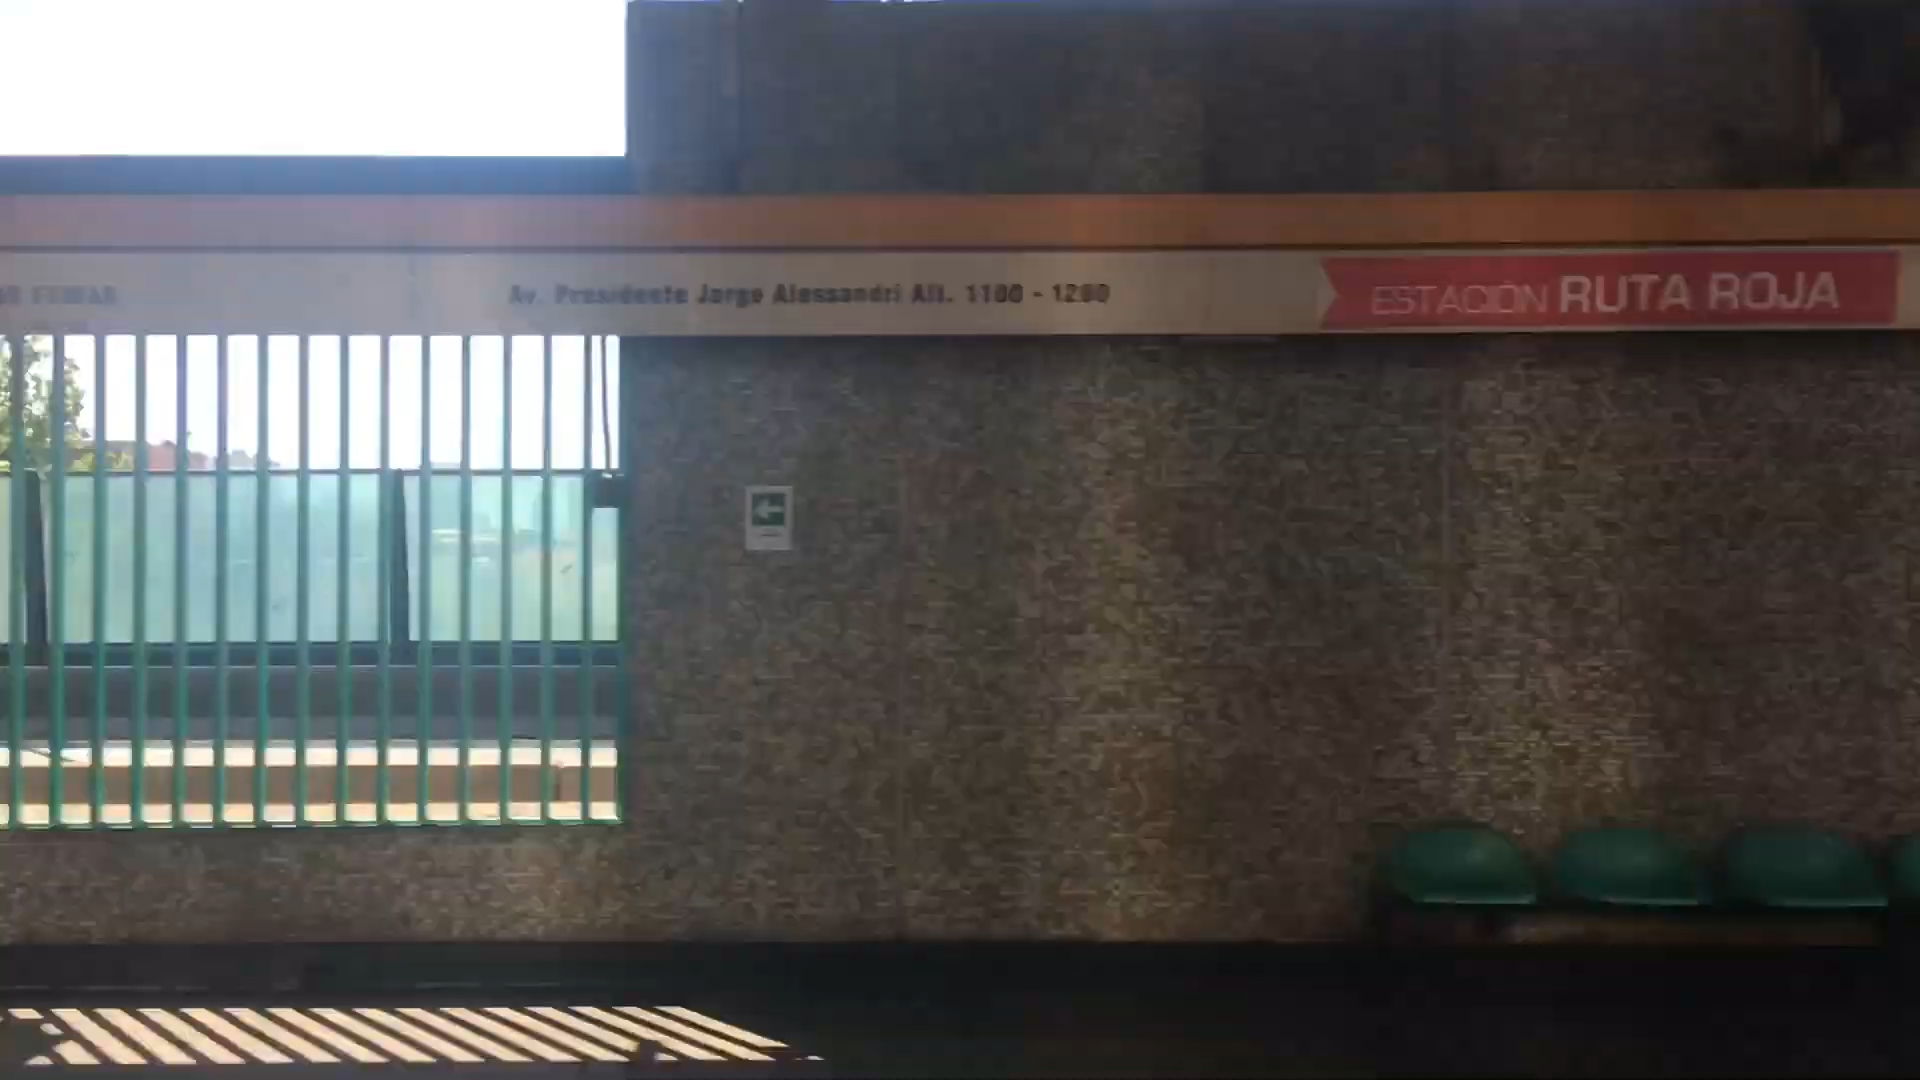 Av. Presidente Jorge Alessandri Alt. 1100 - 1200
ESTACIÓN RUTA ROJA